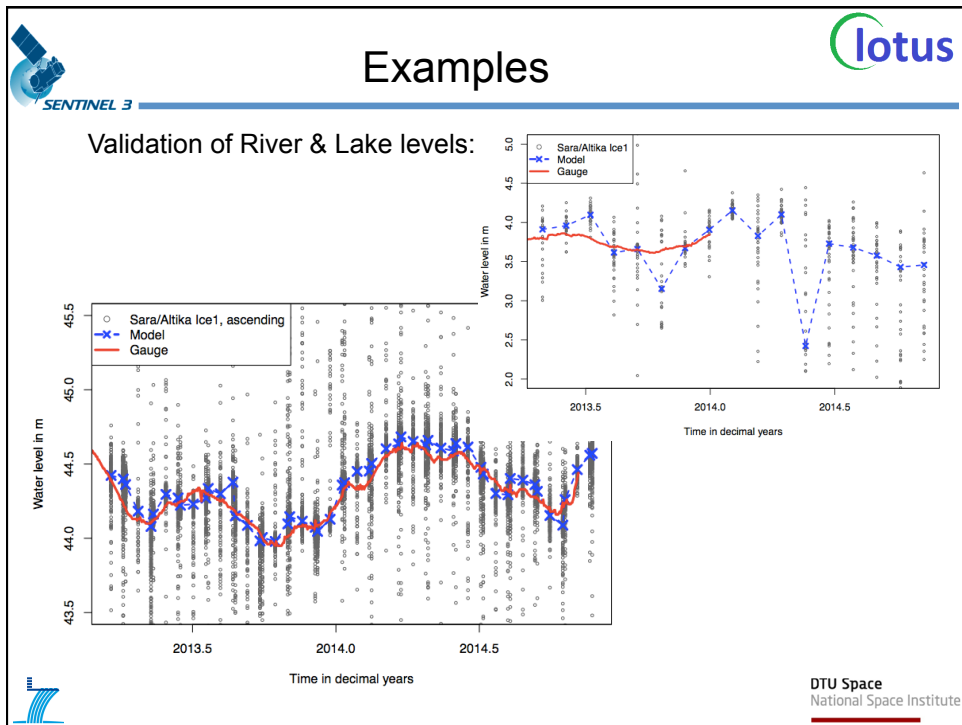 lotus
Examples
SENTINEL 3
Validation of River & Lake levels:
Sara/Altika Ice1
Model
Gauge
Water level in m
5.0
4.5
4.0
3.5
3.0
2.5
2.0
2013.5
2014.0
2014.5
Time in decimal years
Sara/Altika Ice1, ascending
Model
Gauge
Water level in m
45.5
45.0
44.5
44.0
43.5
2013.5
2014.0
2014.5
Time in decimal years
DTU Space
National Space Institute